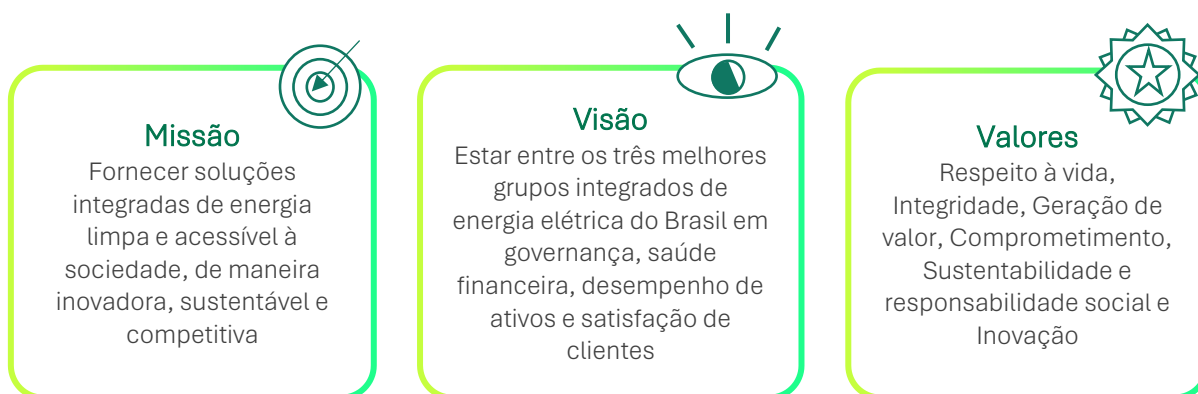 Missão
Fornecer soluções
integradas de energia
limpa e acessível à
sociedade, de maneira
inovadora, sustentável e
competitiva
Visão
Estar entre os três melhores
grupos integrados de
energia elétrica do Brasil em
governança, saúde
financeira, desempenho de
ativos e satisfação de
clientes
Valores
Respeito à vida,
Integridade, Geração de
valor, Comprometimento,
Sustentabilidade e
responsabilidade social e
Inovação